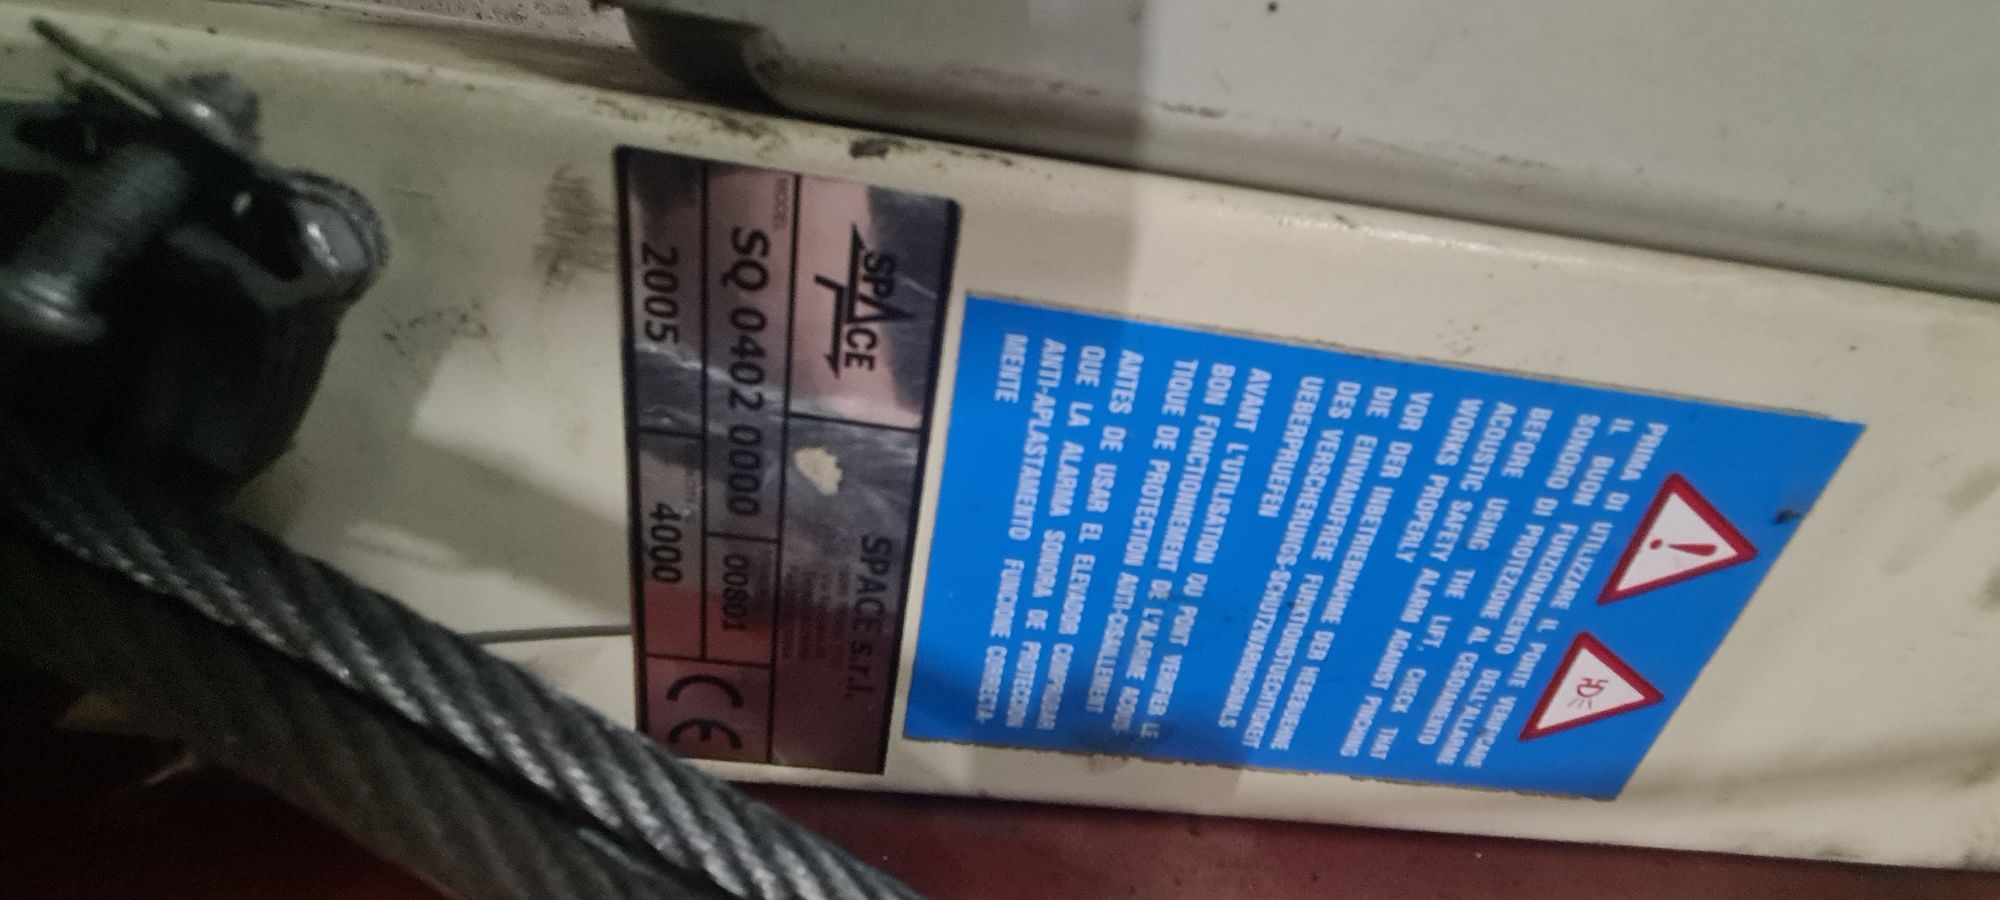 SPACE
SPACE s.r.l.
MODEL
SQ 0402 0000
00801
2005
4000
CE
PRIMA DI UTILIZZARE IL PONTE VERIFICARE
IL BUON FUNZIONAMENTO DELL'ALLARME
SONORO DI PROTEZIONE AL CESOIAMENTO
BEFORE USING THE LIFT, CHECK THAT
ACOUSTIC SAFETY ALARM AGAINST PINCHING
WORKS PROPERLY
VOR DER INBETRIEBNAHME DER HEBEBUEHNE
DIE EINWANDFREIE FUNKTIONSTUECHTIGKEIT
DES VERSCHERUNGS-SCHUTZWARNSIGNALS
UEBERPRUEFEN
AVANT L'UTILISATION DU PONT VERIFIER LE
BON FONCTIONNEMENT DE L'ALARME ACOUS-
TIQUE DE PROTECTION ANTI-CISAILLEMENT
ANTES DE USAR EL ELEVADOR COMPROBAR
QUE LA ALARMA SONORA DE PROTECCION
ANTI-APLASTAMIENTO FUNCIONE CORRECTA-
MENTE